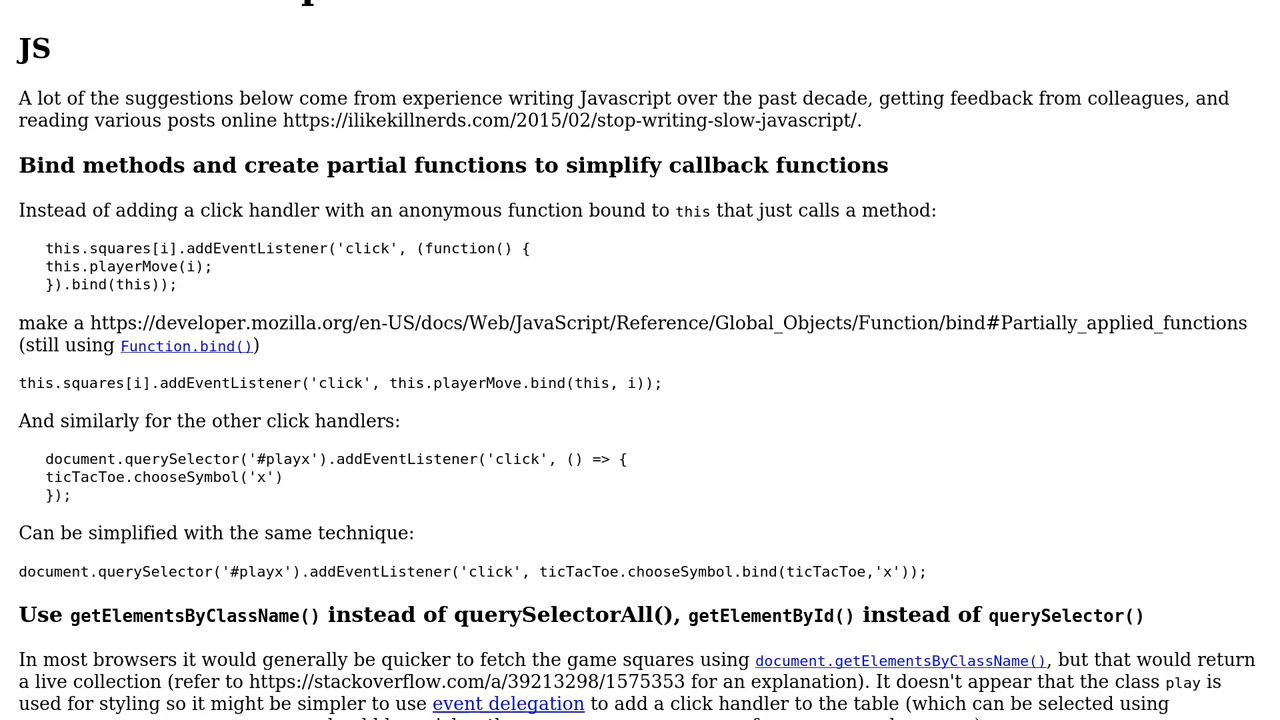 JS
A lot of the suggestions below come from experience writing Javascript over the past decade, getting feedback from colleagues, and
reading various posts online https://ilikekillnerds.com/2015/02/stop-writing-slow-javascript/.
Bind methods and create partial functions to simplify callback functions
Instead of adding a click handler with an anonymous function bound to this that just calls a method:
this.squares[i].addEventListener('click', (function() {
this.playerMove(i);
}).bind(this));
make a https://developer.mozilla.org/en-US/docs/Web/JavaScript/Reference/Global_Objects/Function/bind#Partially_applied_functions
(still using Function.bind())
this.squares[i].addEventListener('click', this.playerMove.bind(this, i));
And similarly for the other click handlers:
document.querySelector('#playx').addEventListener('click', () => {
ticTacToe.chooseSymbol('x')
});
Can be simplified with the same technique:
document.querySelector('#playx').addEventListener('click', ticTacToe.chooseSymbol.bind(ticTacToe,'x'));
Use getElementsByClassName() instead of querySelectorAll(), getElementById() instead of querySelector()
In most browsers it would generally be quicker to fetch the game squares using document.getElementsByClassName(), but that would return
a live collection (refer to https://stackoverflow.com/a/39213298/1575353 for an explanation). It doesn't appear that the class play is
used for styling so it might be simpler to use event delegation to add a click handler to the table (which can be selected using